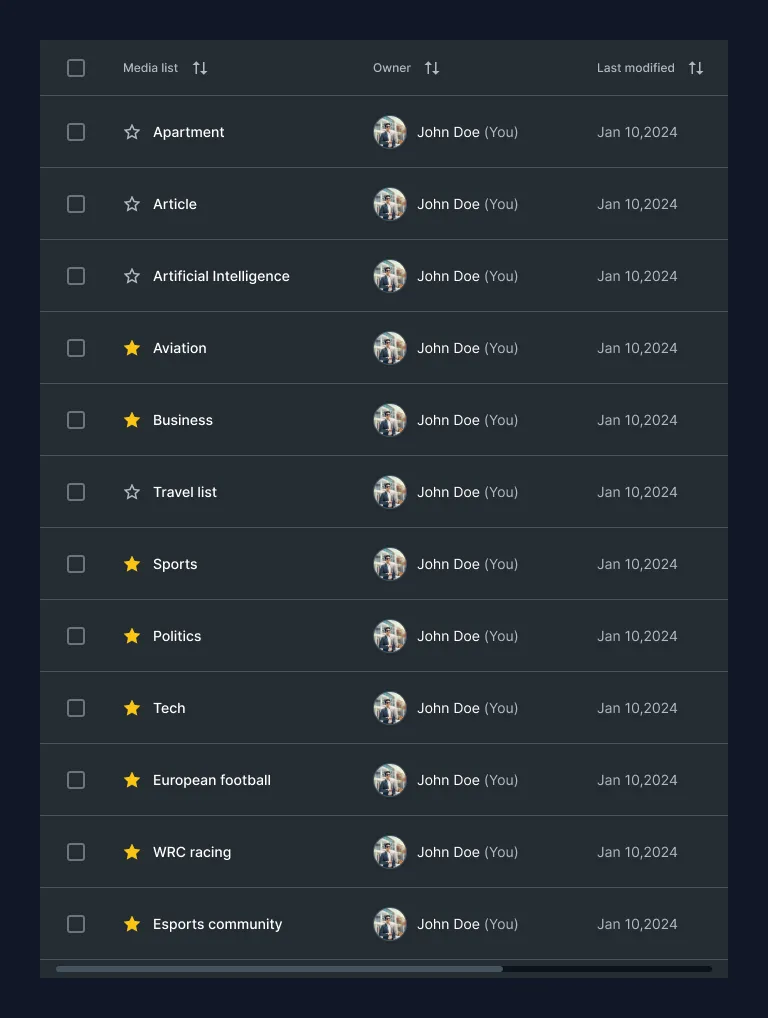 Media list Owner Last modified
Apartment John Doe (You) Jan 10,2024
Article John Doe (You) Jan 10,2024
Artificial Intelligence John Doe (You) Jan 10,2024
Aviation John Doe (You) Jan 10,2024
Business John Doe (You) Jan 10,2024
Travel list John Doe (You) Jan 10,2024
Sports John Doe (You) Jan 10,2024
Politics John Doe (You) Jan 10,2024
Tech John Doe (You) Jan 10,2024
European football John Doe (You) Jan 10,2024
WRC racing John Doe (You) Jan 10,2024
Esports community John Doe (You) Jan 10,2024